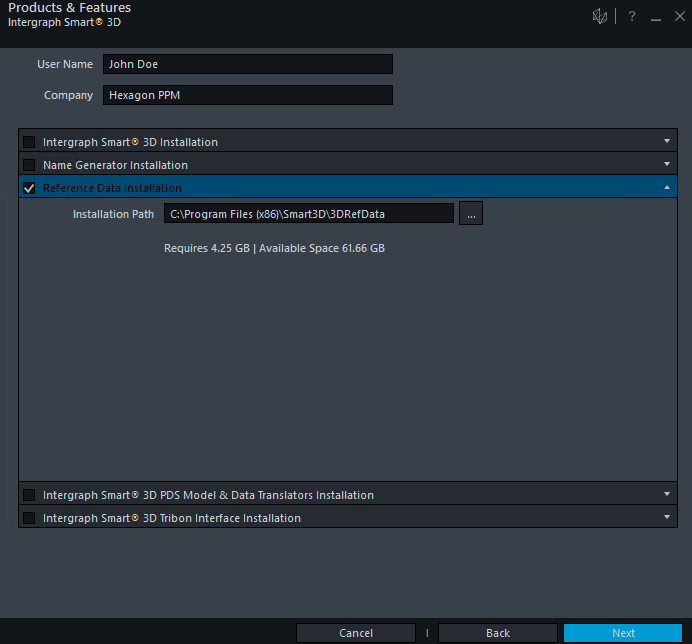 Products & Features
Intergraph Smart® 3D
?
User Name John Doe
Company Hexagon PPM
Intergraph Smart® 3D Installation
Name Generator Installation
Reference Data Installation
Installation Path C:\Program Files (x86)\Smart3D\3DRefData ...
Requires 4.25 GB | Available Space 61.66 GB
Intergraph Smart® 3D PDS Model & Data Translators Installation
Intergraph Smart® 3D Tribon Interface Installation
Cancel | Back Next